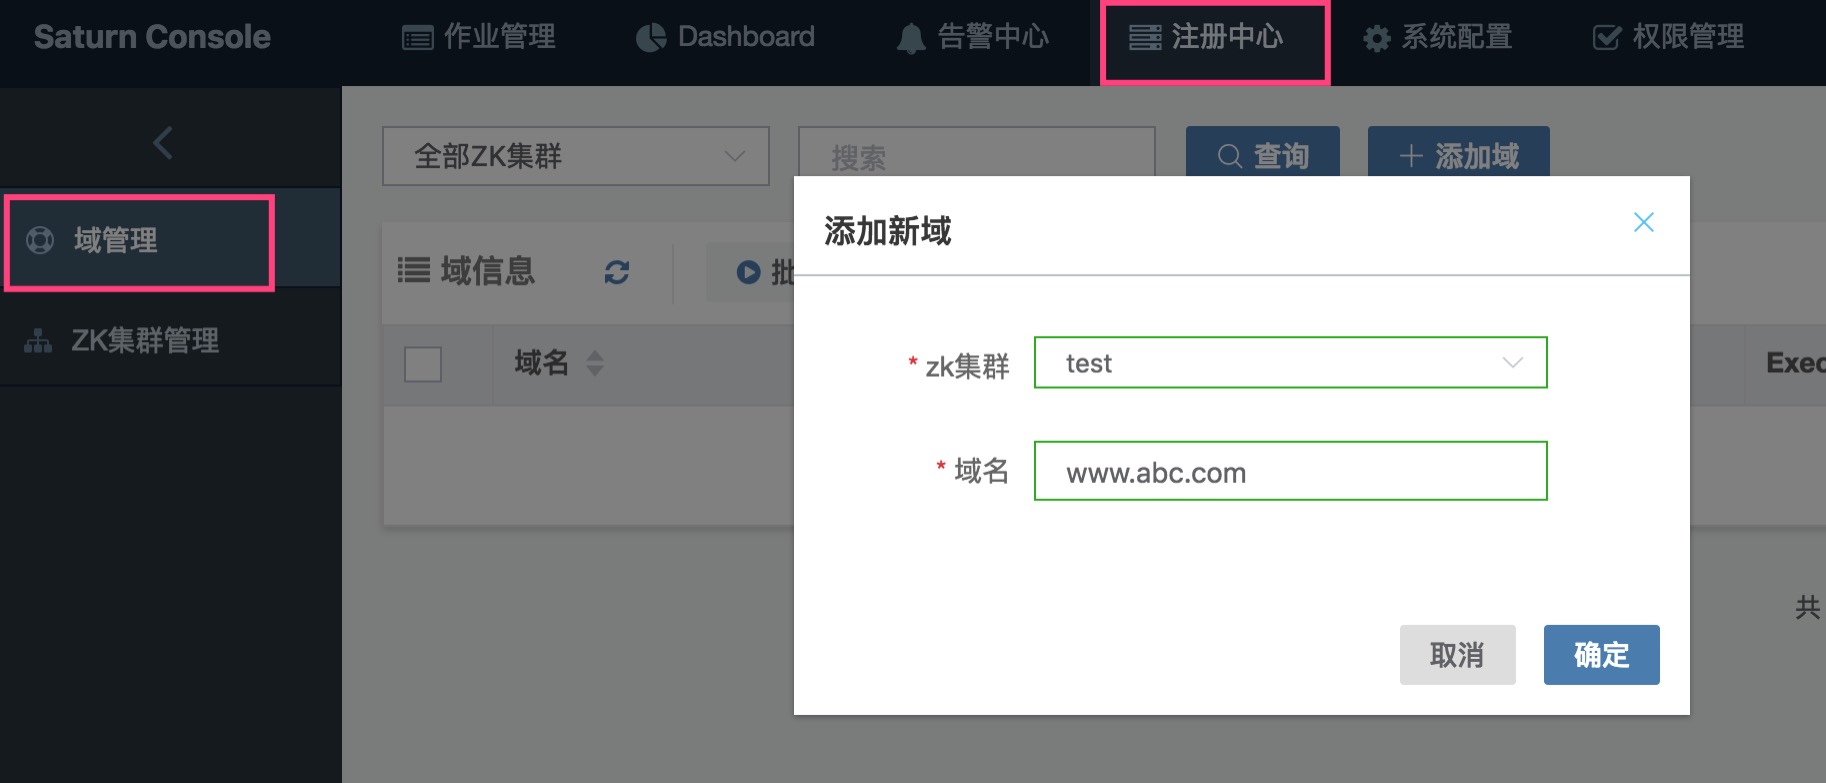 Saturn Console 作业管理 Dashboard 告警中心 注册中心 系统配置 权限管理
全部ZK集群 搜索 查询 添加域
域管理
ZK集群管理
域信息 批
域名 Exec
添加新域
* zk集群 test
* 域名 www.abc.com
取消 确定
共